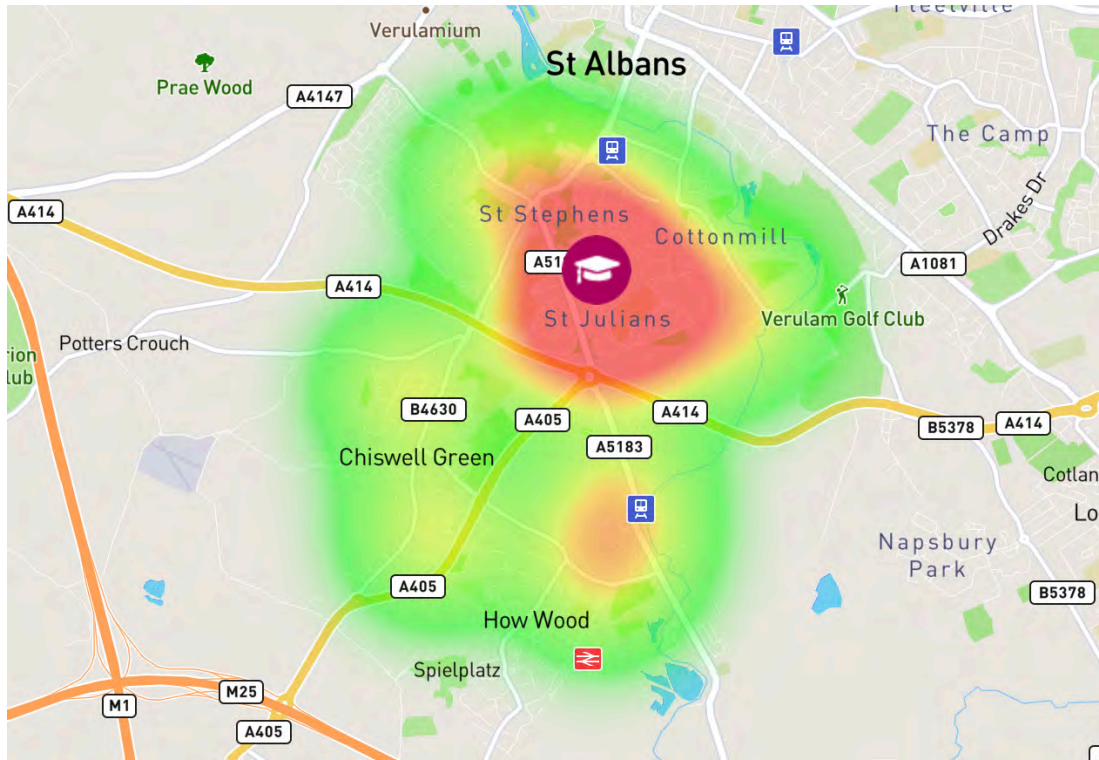 Verulamium
St Albans
Prae Wood
A4147
The Camp
A414
St Stephens
Cottonmill
Drakes Dr
A51
A1081
A414
St Julians
Verulam Golf Club
Potters Crouch
B4630
A405
A414
B5378
A414
A5183
Chiswell Green
Napsbury
Park
A405
B5378
How Wood
Spielplatz
M25
M1
A405